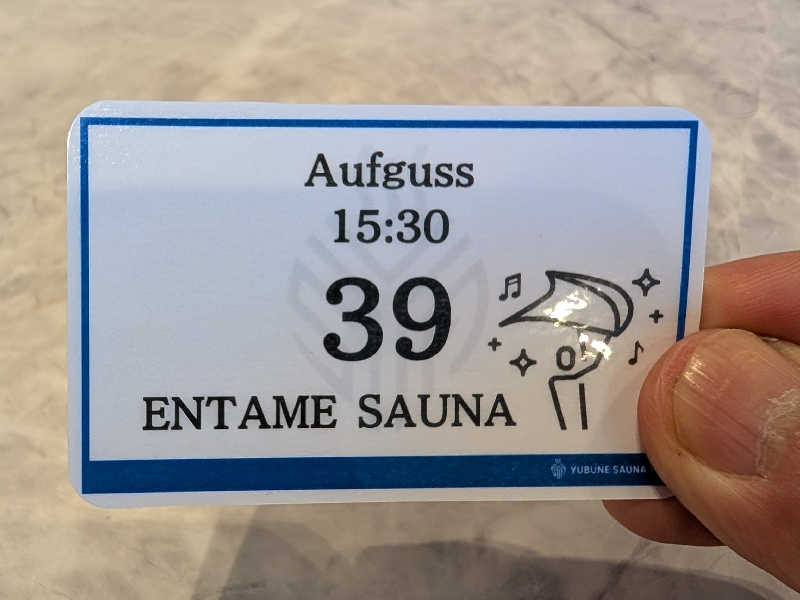 Aufguss
15:30
39
ENTAME SAUNA
YUBUNE SAUNA